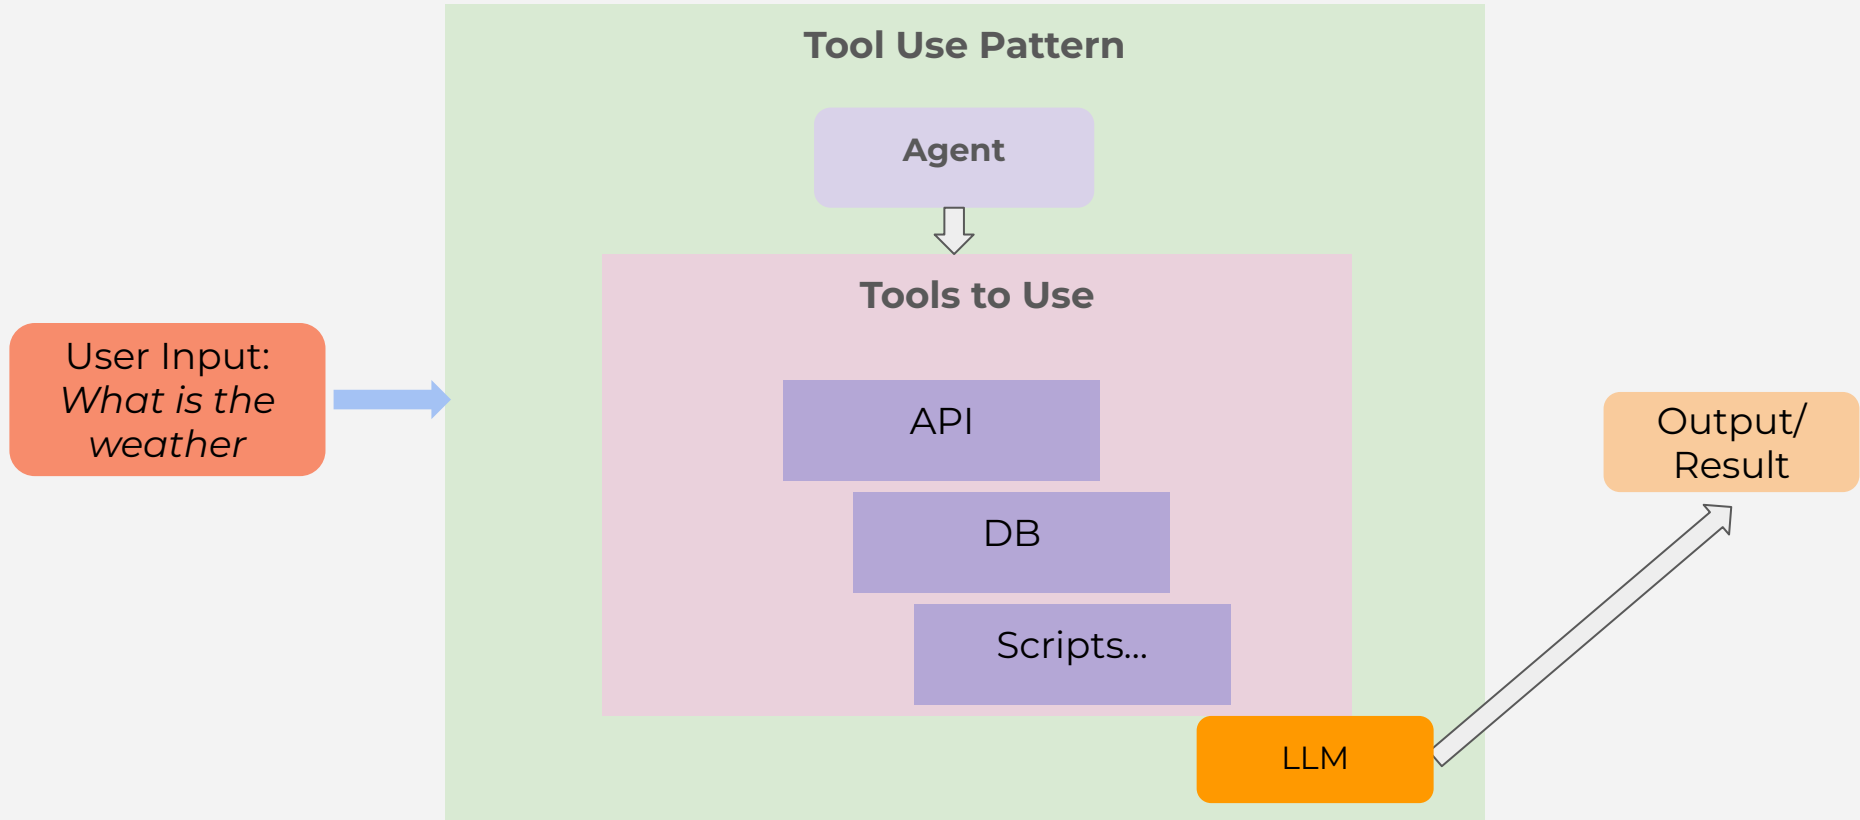 Tool Use Pattern
Agent
Tools to Use
User Input:
What is the
weather
API
DB
Scripts...
LLM
Output/
Result